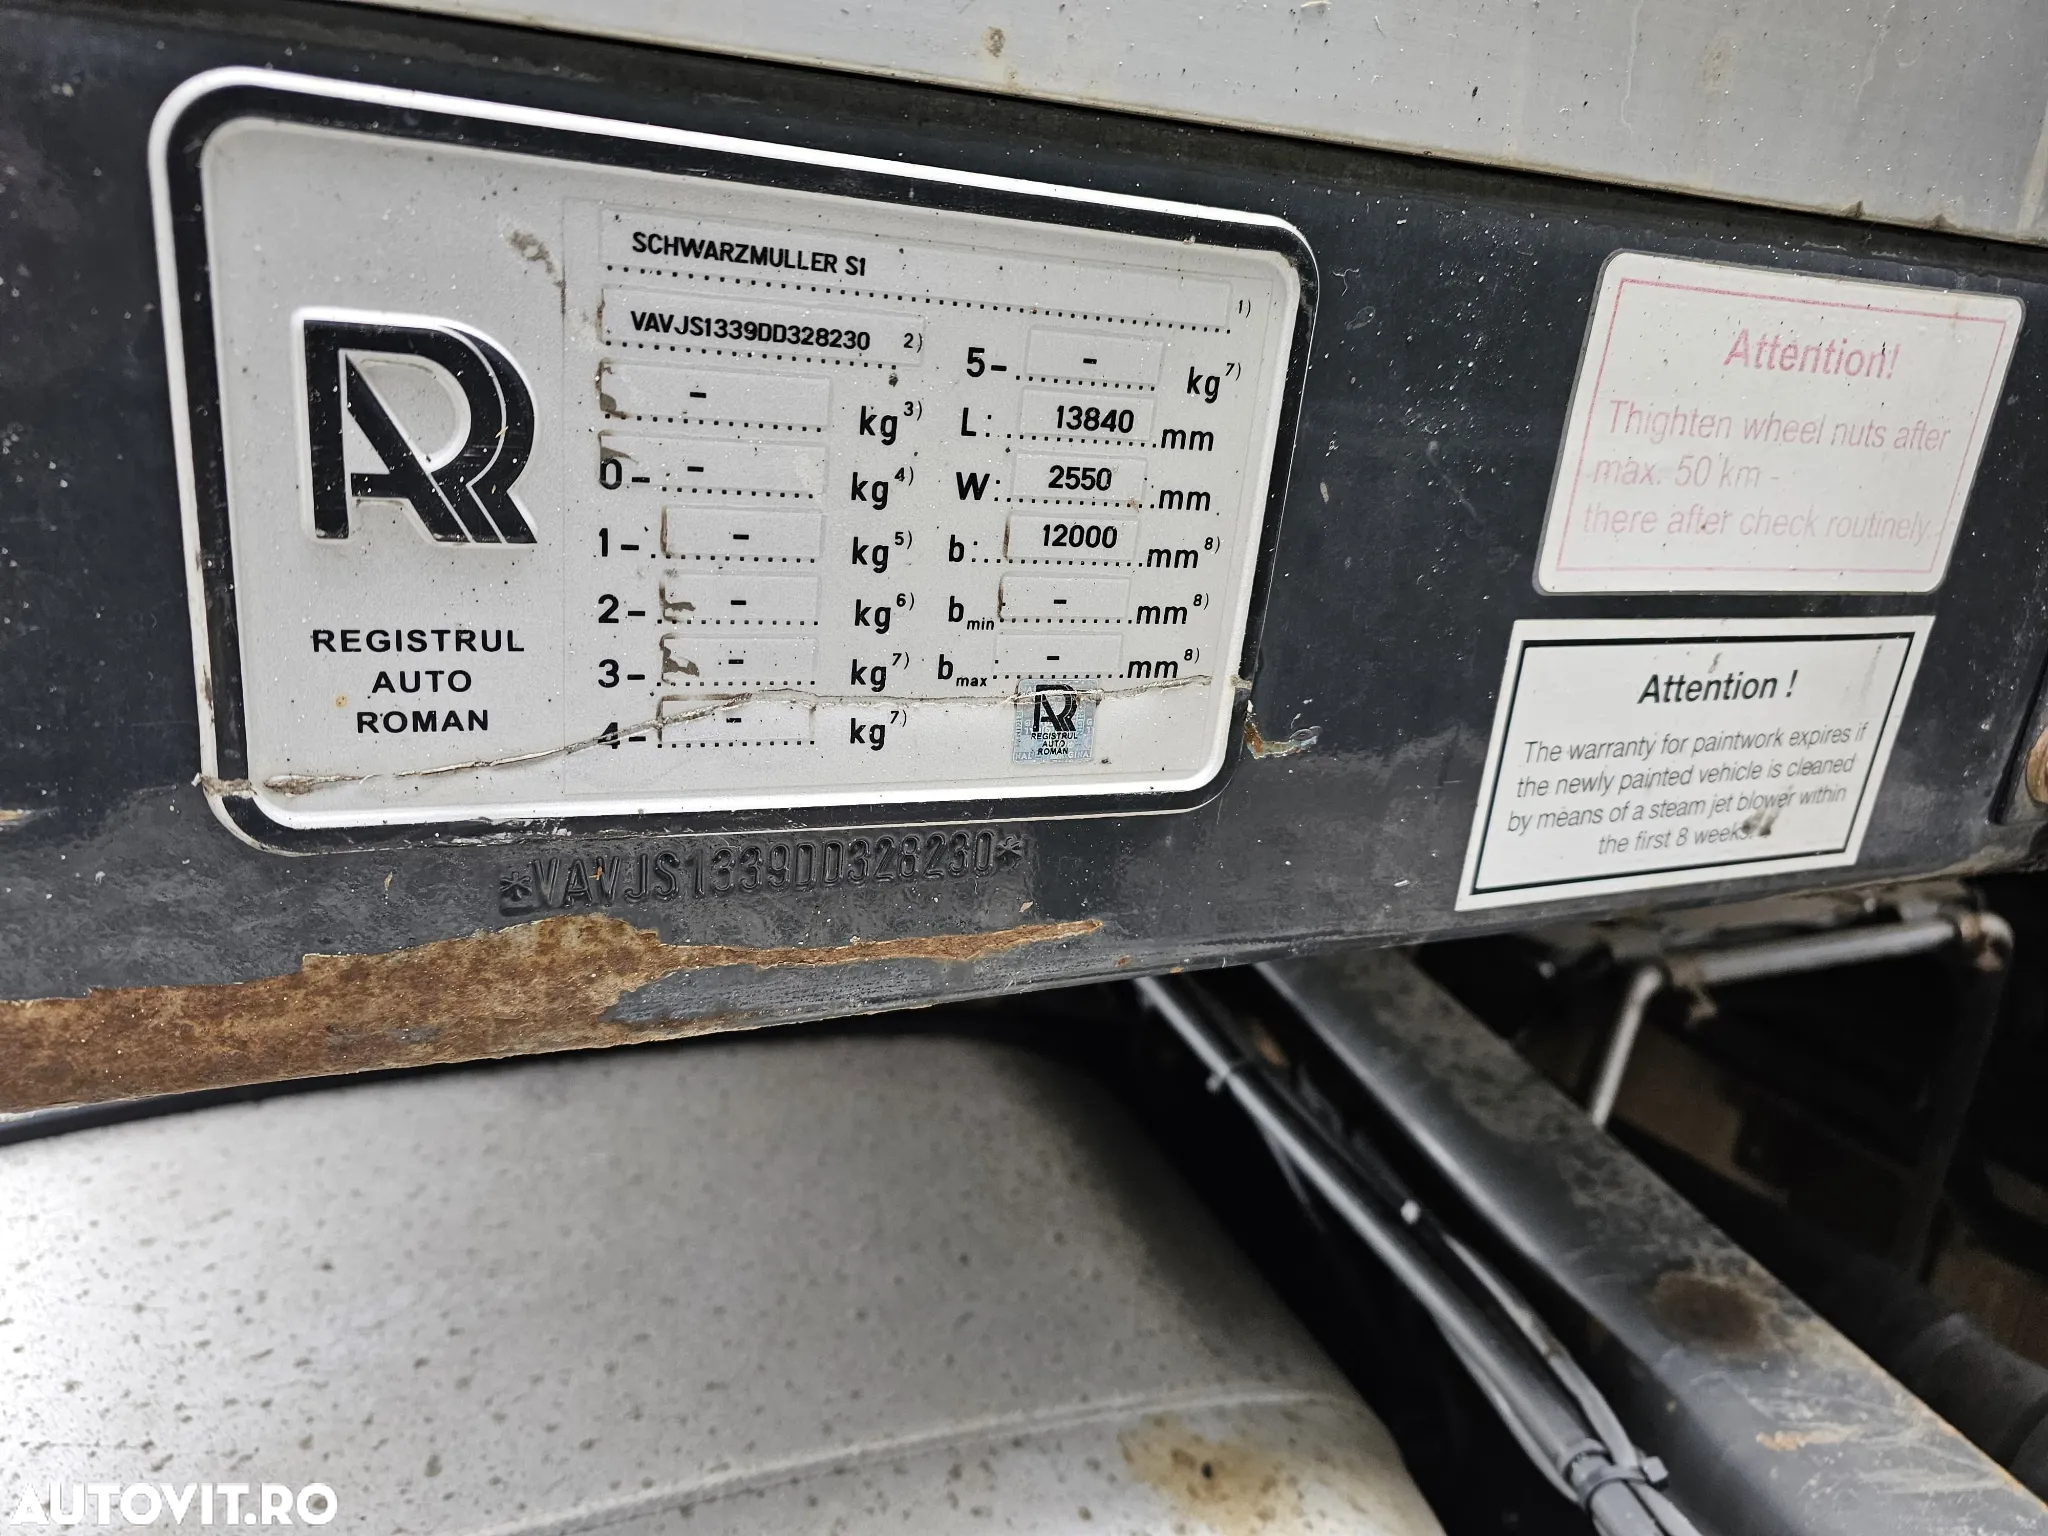 SCHWARZMULLER S1
1)
VAVJS1339DD328230 2)
- kg3)
0- - kg4)
1- - kg5)
2- - kg6)
3- - kg7)
4- - kg7)
5- - kg7)
L: 13840 mm
W: 2550 mm
b: 12000 mm8)
bmin - mm8)
bmax - mm8)
REGISTRUL
AUTO
ROMAN
REGISTRUL
AUTO
ROMAN
*VAVJS1339DD328230*
Attention!
Thighten wheel nuts after
max. 50 km -
there after check routinely
Attention !
The warranty for paintwork expires if
the newly painted vehicle is cleaned
by means of a steam jet blower within
the first 8 weeks.
AUTOVIT.RO